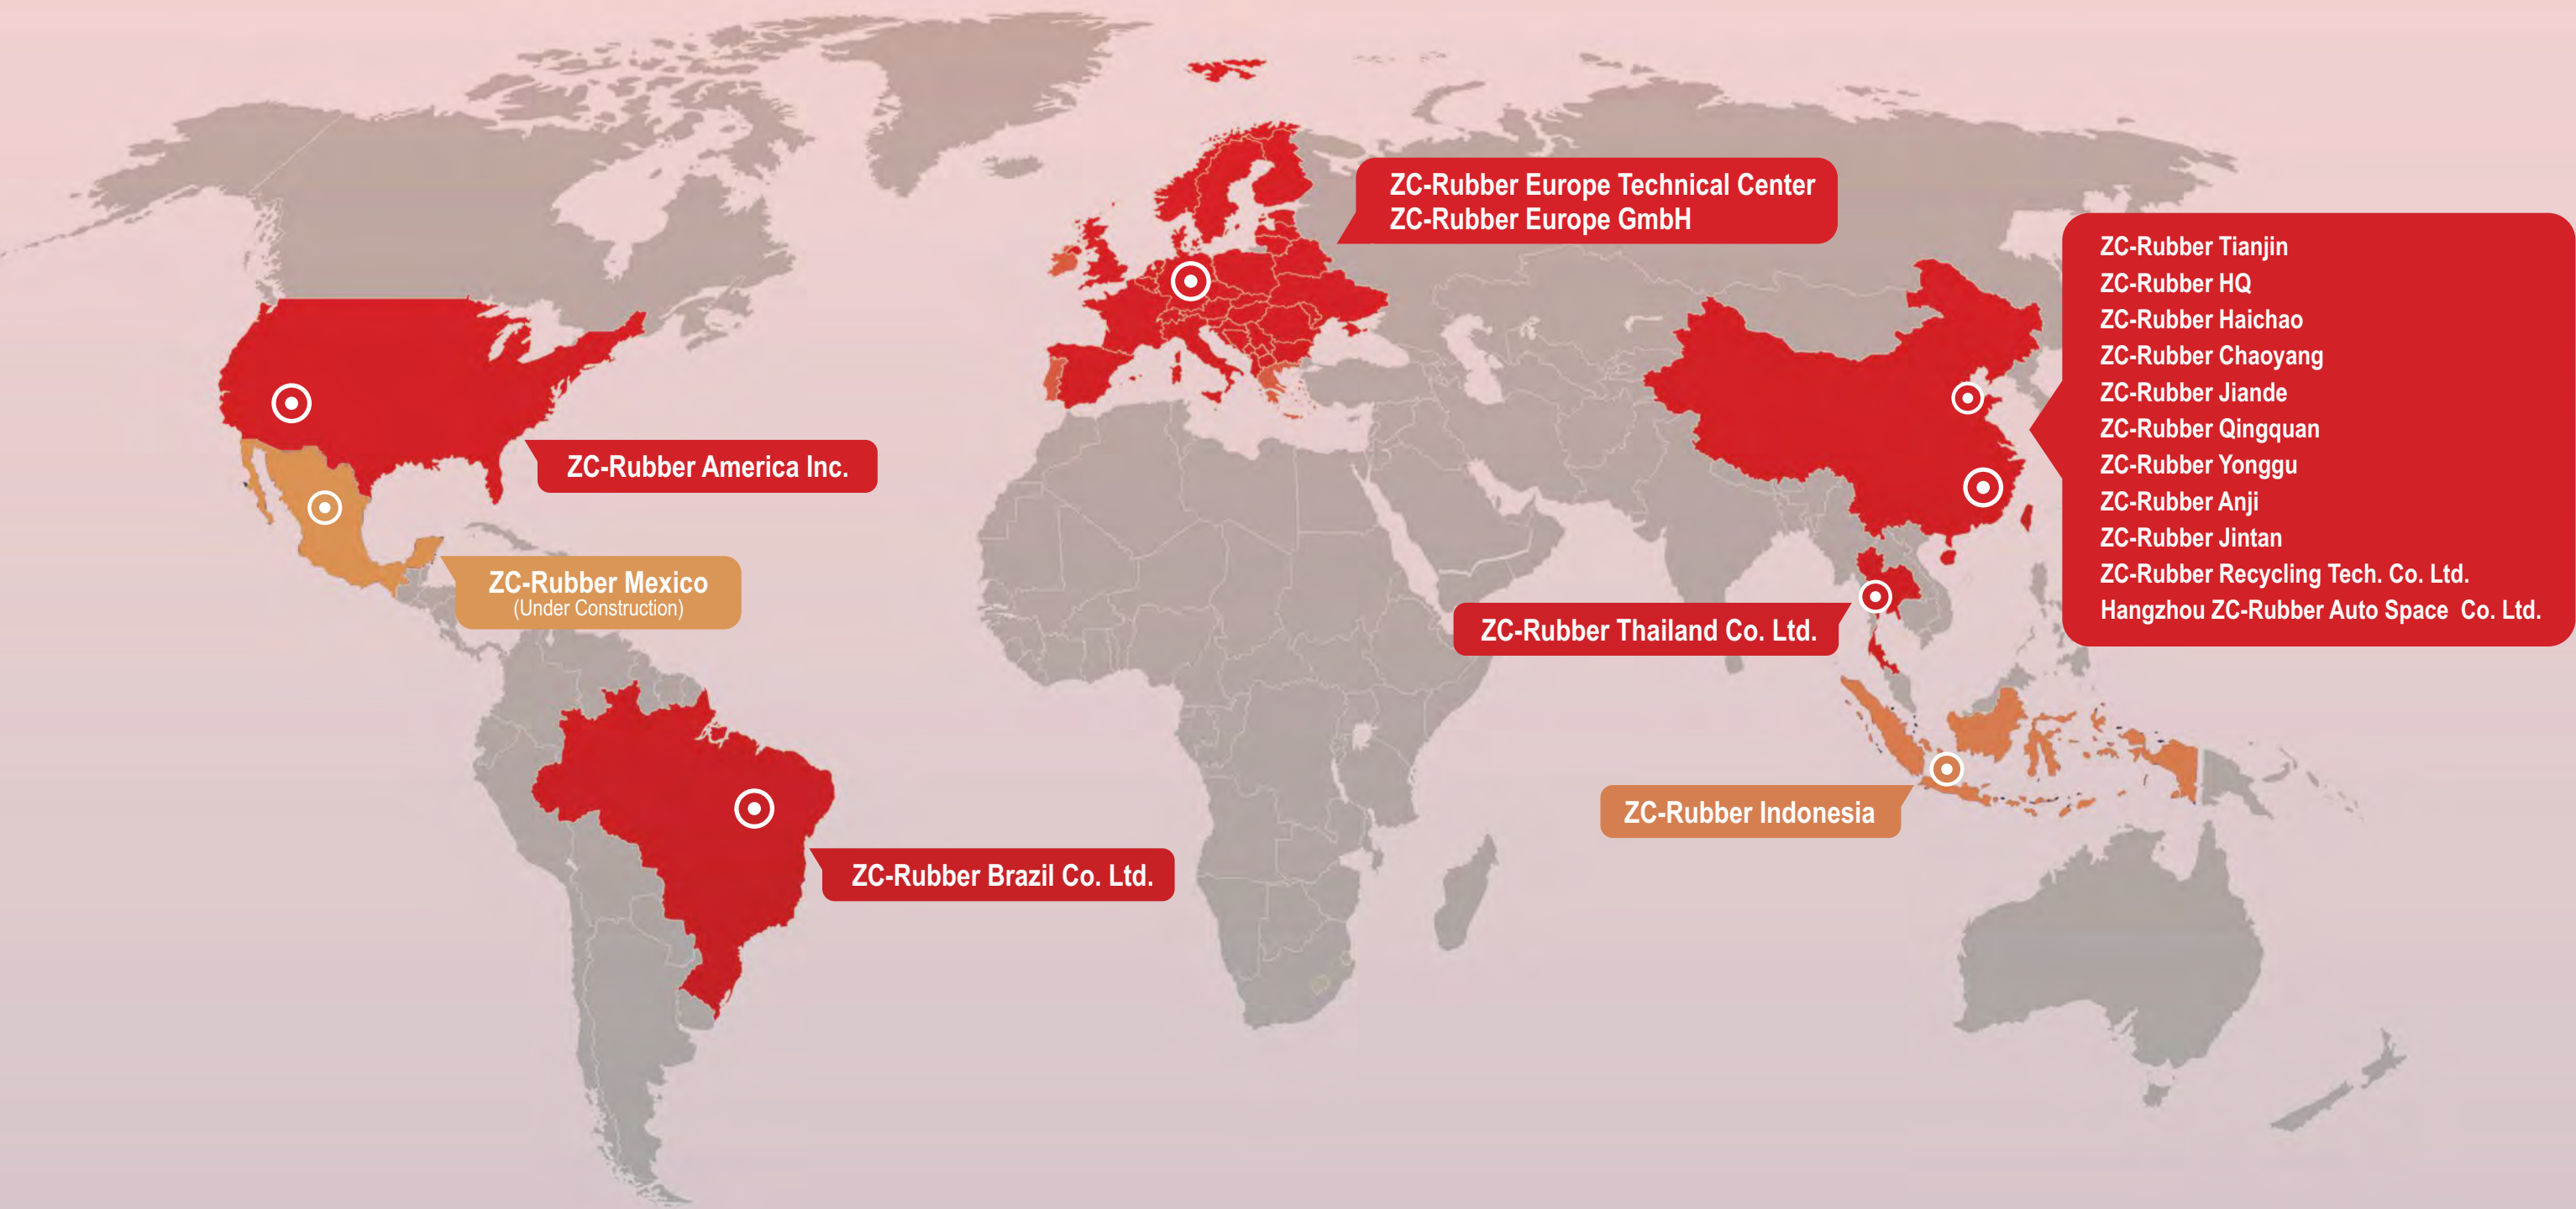 ZC-Rubber Europe Technical Center
ZC-Rubber Europe GmbH
ZC-Rubber Tianjin
ZC-Rubber HQ
ZC-Rubber Haichao
ZC-Rubber Chaoyang
ZC-Rubber Jiande
ZC-Rubber Qingquan
ZC-Rubber Yonggu
ZC-Rubber Anji
ZC-Rubber Jintan
ZC-Rubber Recycling Tech. Co. Ltd.
Hangzhou ZC-Rubber Auto Space Co. Ltd.
ZC-Rubber America Inc.
ZC-Rubber Mexico
(Under Construction)
ZC-Rubber Thailand Co. Ltd.
ZC-Rubber Indonesia
ZC-Rubber Brazil Co. Ltd.